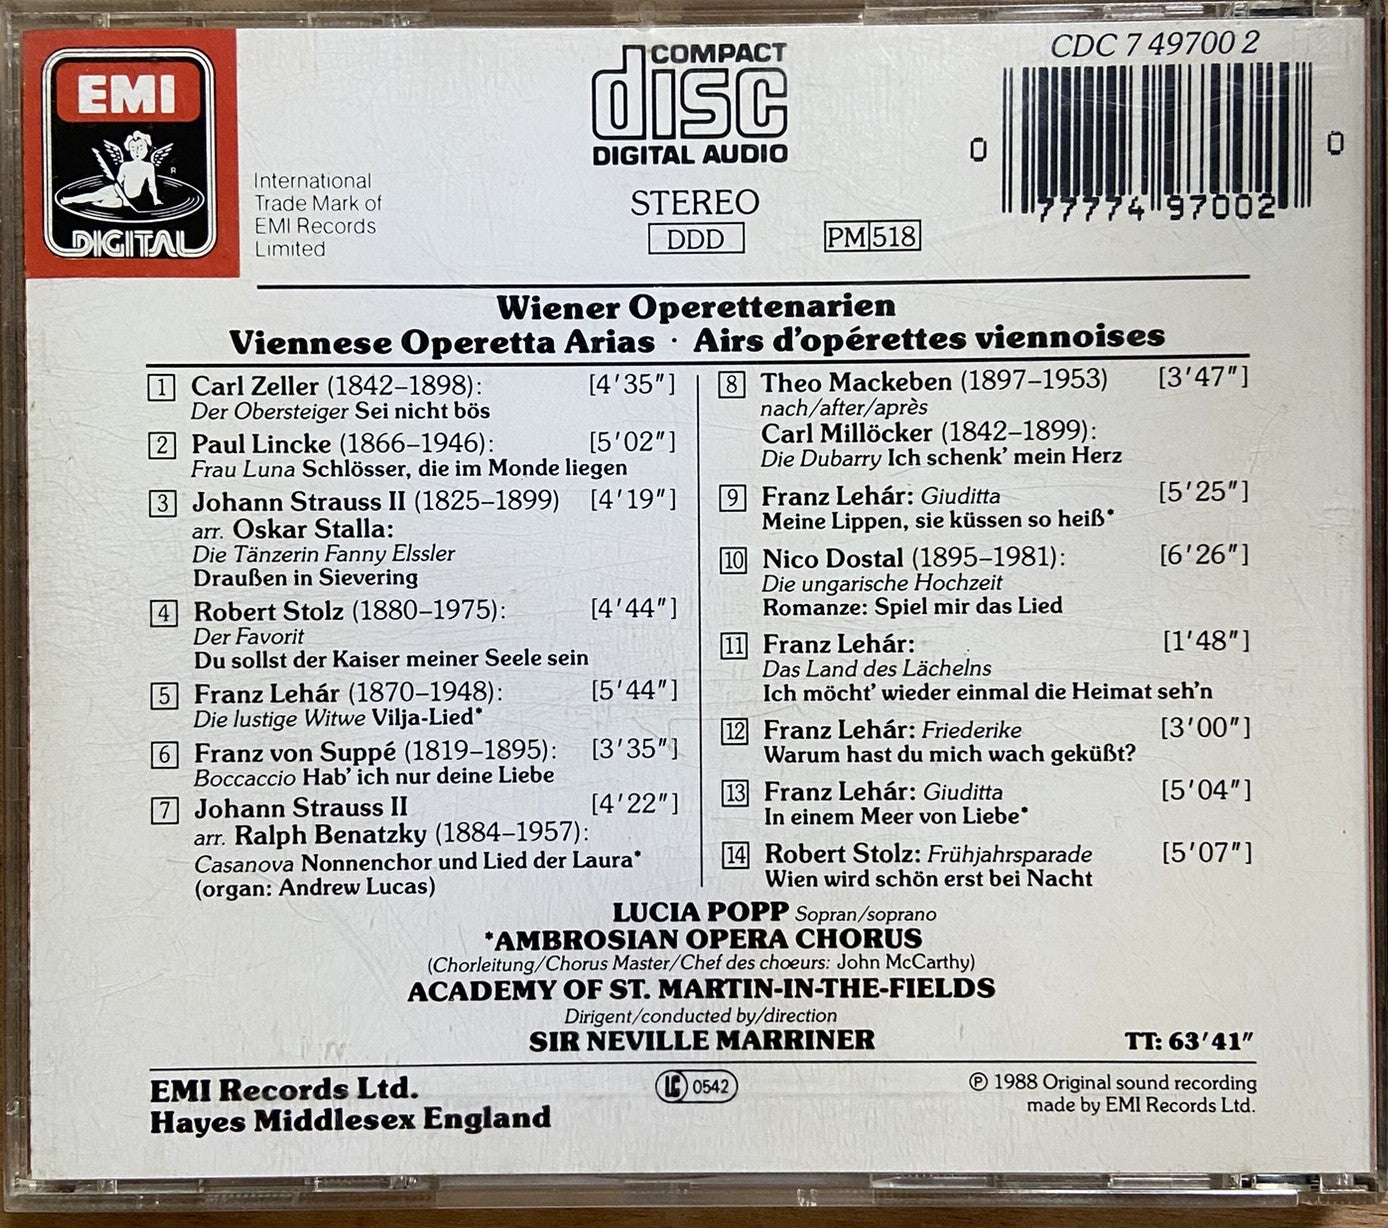 EMI
DIGITAL
International
Trade Mark of
EMI Records
Limited
COMPACT
disc
DIGITAL AUDIO
STEREO
DDD
PM 518
CDC 7 49700 2
0 77774 97002 0
Wiener Operettenarien
Viennese Operetta Arias · Airs d'opérettes viennoises
1 Carl Zeller (1842–1898): [4'35"]
Der Obersteiger Sei nicht bös
2 Paul Lincke (1866–1946): [5'02"]
Frau Luna Schlösser, die im Monde liegen
3 Johann Strauss II (1825–1899) [4'19"]
arr. Oskar Stalla:
Die Tänzerin Fanny Elssler
Draußen in Sievering
4 Robert Stolz (1880–1975): [4'44"]
Der Favorit
Du sollst der Kaiser meiner Seele sein
5 Franz Lehár (1870–1948): [5'44"]
Die lustige Witwe Vilja-Lied*
6 Franz von Suppé (1819–1895): [3'35"]
Boccaccio Hab' ich nur deine Liebe
7 Johann Strauss II [4'22"]
arr. Ralph Benatzky (1884–1957):
Casanova Nonnenchor und Lied der Laura*
(organ: Andrew Lucas)
8 Theo Mackeben (1897–1953) [3'47"]
nach/after/après
Carl Millöcker (1842–1899):
Die Dubarry Ich schenk' mein Herz
9 Franz Lehár: Giuditta [5'25"]
Meine Lippen, sie küssen so heiß*
10 Nico Dostal (1895–1981): [6'26"]
Die ungarische Hochzeit
Romanze: Spiel mir das Lied
11 Franz Lehár: [1'48"]
Das Land des Lächelns
Ich möcht' wieder einmal die Heimat seh'n
12 Franz Lehár: Friederike [3'00"]
Warum hast du mich wach geküßt?
13 Franz Lehár: Giuditta [5'04"]
In einem Meer von Liebe*
14 Robert Stolz: Frühjahrsparade [5'07"]
Wien wird schön erst bei Nacht
LUCIA POPP Sopran/soprano
*AMBROSIAN OPERA CHORUS
(Chorleitung/Chorus Master/Chef des chœurs: John McCarthy)
ACADEMY OF ST. MARTIN-IN-THE-FIELDS
Dirigent/conducted by/direction
SIR NEVILLE MARRINER
TT: 63'41"
EMI Records Ltd.
Hayes Middlesex England
LC 0542
℗ 1988 Original sound recording
made by EMI Records Ltd.